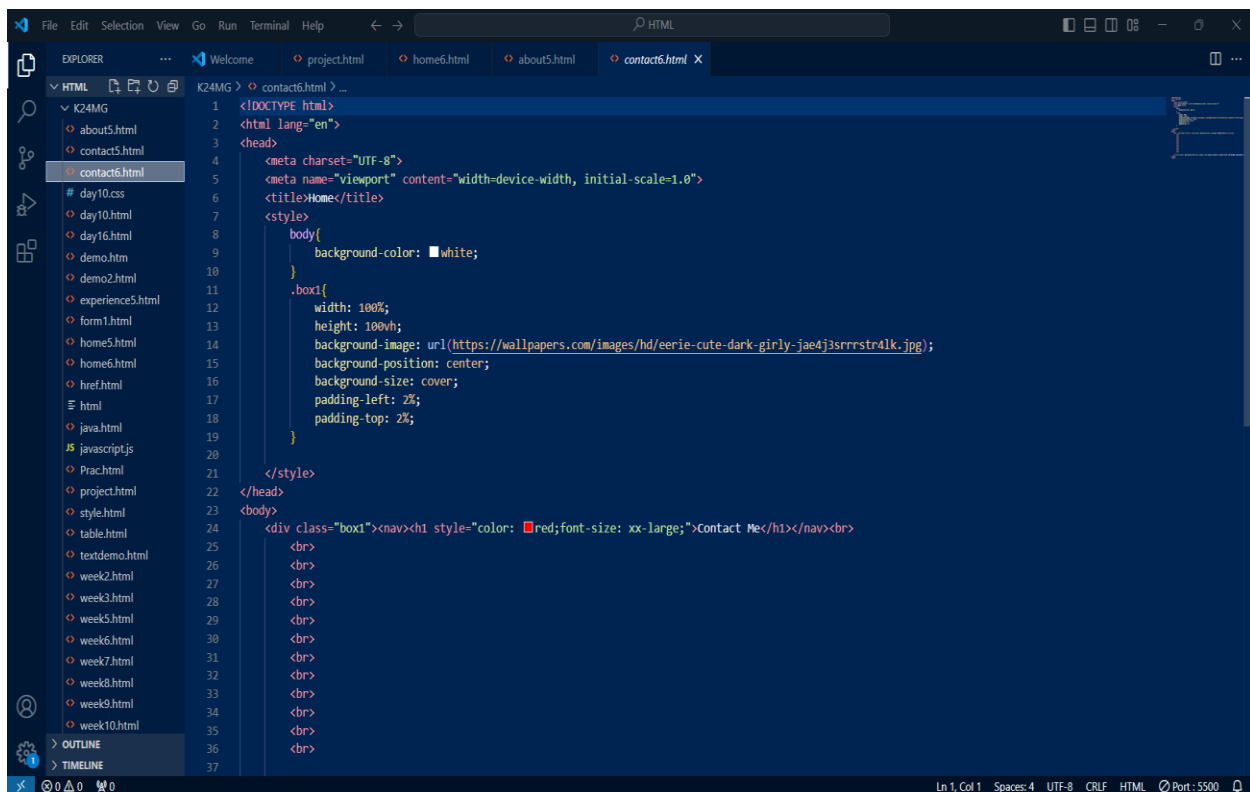 File Edit Selection View Go Run Terminal Help
HTML
EXPLORER
Welcome
project.html
home6.html
about5.html
contact6.html
HTML
K24MG
about5.html
contact5.html
contact6.html
# day10.css
day10.html
day16.html
demo.htm
demo2.html
experience5.html
form1.html
home5.html
home6.html
href.html
html
java.html
JS javascript.js
Prac.html
project.html
style.html
table.html
textdemo.html
week2.html
week3.html
week5.html
week6.html
week7.html
week8.html
week9.html
week10.html
OUTLINE
TIMELINE
K24MG > contact6.html > ...
1 <!DOCTYPE html>
2 <html lang="en">
3 <head>
4 <meta charset="UTF-8">
5 <meta name="viewport" content="width=device-width, initial-scale=1.0">
6 <title>Home</title>
7 <style>
8 body{
9 background-color: white;
10 }
11 .box1{
12 width: 100%;
13 height: 100vh;
14 background-image: url(https://wallpapers.com/images/hd/eerie-cute-dark-girly-jae4j3srrrstr4lk.jpg);
15 background-position: center;
16 background-size: cover;
17 padding-left: 2%;
18 padding-top: 2%;
19 }
20
21 </style>
22 </head>
23 <body>
24 <div class="box1"><nav><h1 style="color: red;font-size: xx-large;">Contact Me</h1></nav><br>
25 <br>
26 <br>
27 <br>
28 <br>
29 <br>
30 <br>
31 <br>
32 <br>
33 <br>
34 <br>
35 <br>
36 <br>
37
1
0 0 0
Ln 1, Col 1 Spaces: 4 UTF-8 CRLF HTML Port : 5500